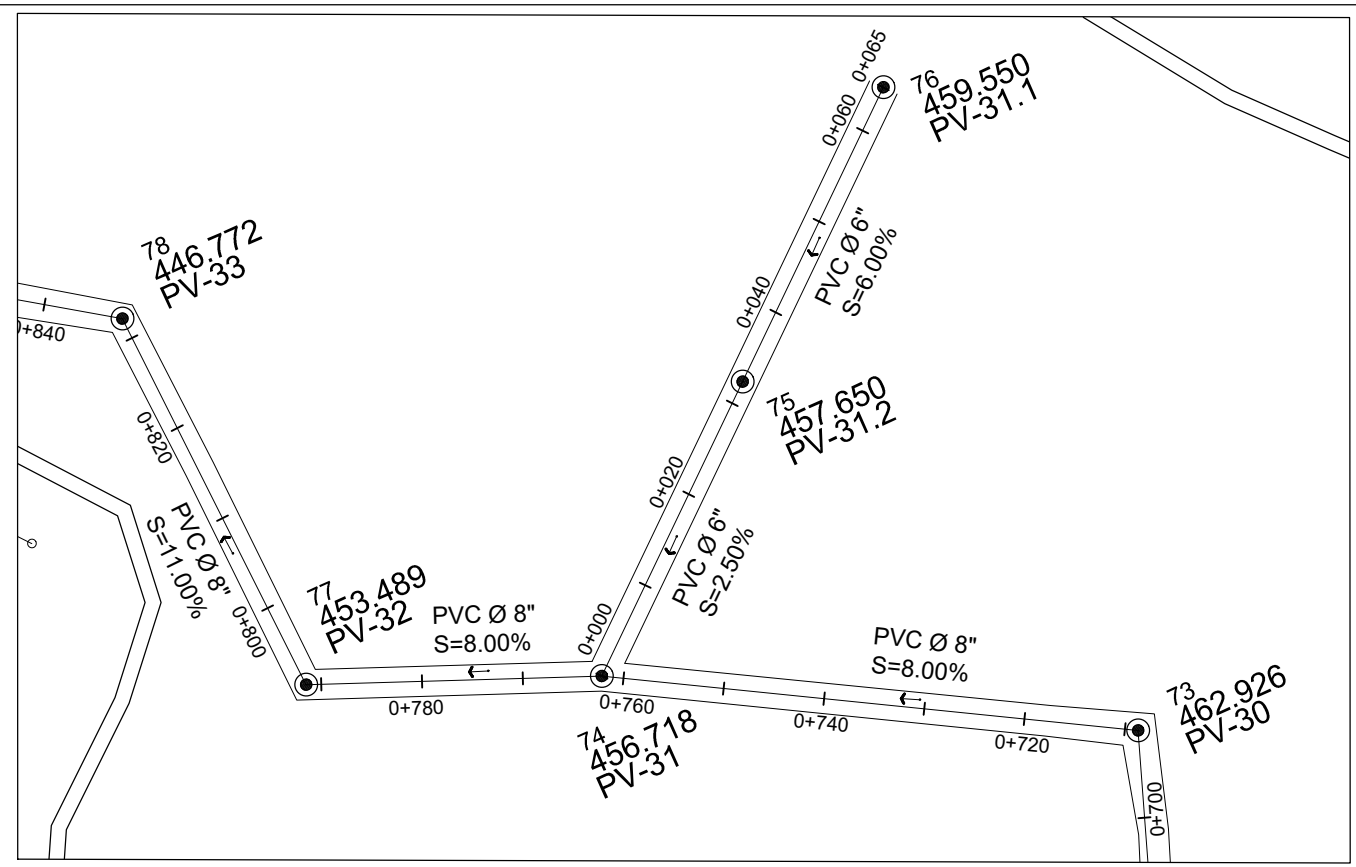 0+065
76
459.550
PV-31.1
0+060
PVC Ø 6"
S=6.00%
78
446.772
PV-33
0+040
0+840
75
457.650
PV-31.2
0+820
0+020
PVC Ø 8"
S=11.00%
PVC Ø 6"
S=2.50%
77
453.489
PV-32
0+800
PVC Ø 8"
S=8.00%
0+000
PVC Ø 8"
S=8.00%
0+780
0+760
0+740
0+720
73
462.926
PV-30
74
456.718
PV-31
0+700